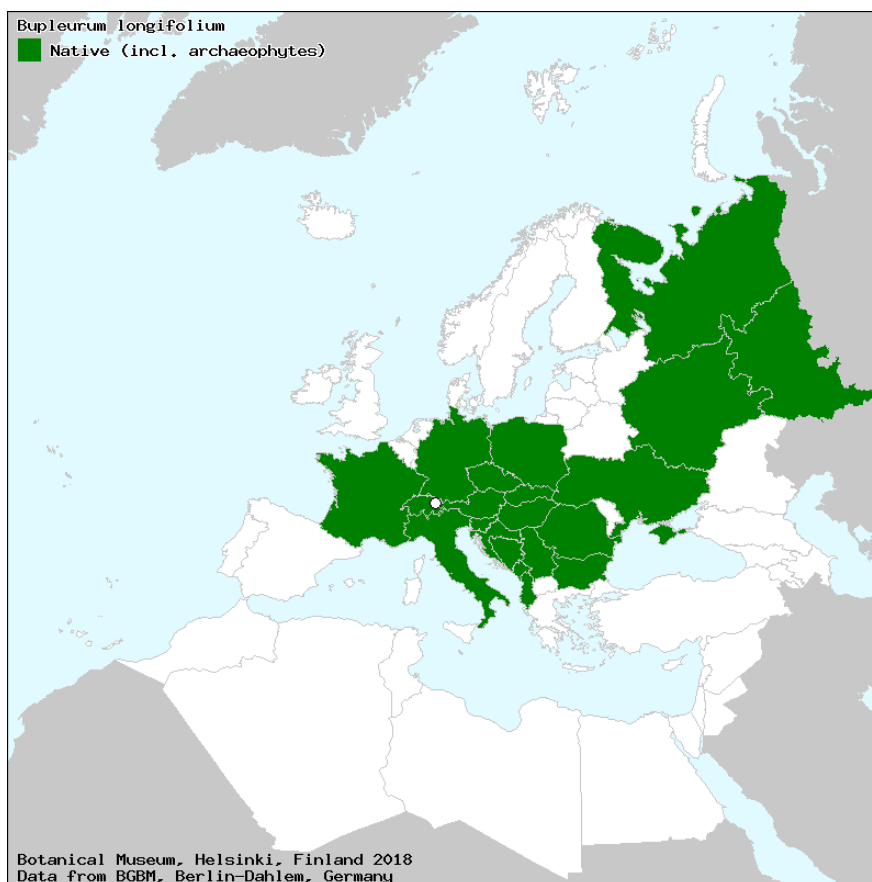 Bupleurum longifolium
Native (incl. archaeophytes)
Botanical Museum, Helsinki, Finland 2018
Data from BGBM, Berlin-Dahlem, Germany